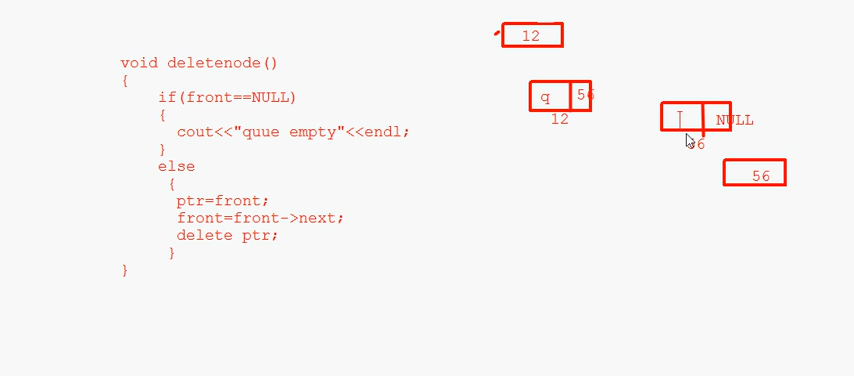 void deletenode()
{
if(front==NULL)
{
cout<<"quue empty"<<endl;
}
else
{
ptr=front;
front=front->next;
delete ptr;
}
}
12
q 56
12
NULL
56
56